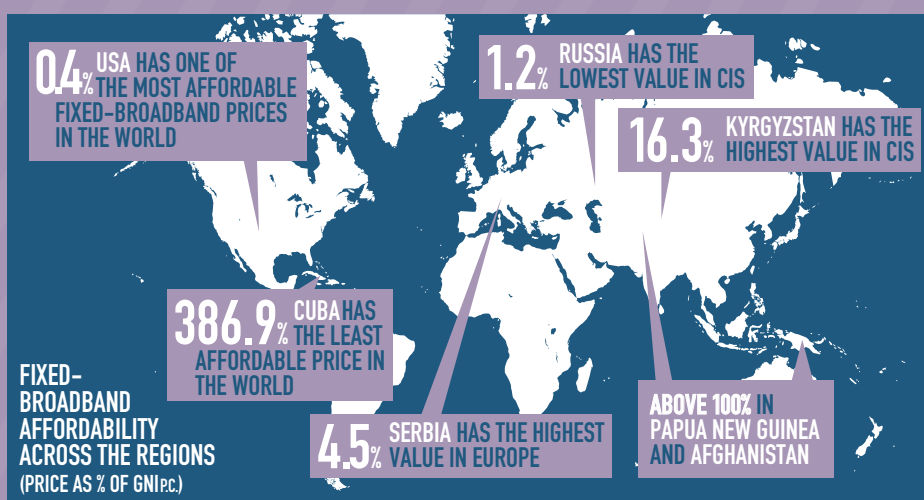 0.4% USA HAS ONE OF
THE MOST AFFORDABLE
FIXED-BROADBAND PRICES
IN THE WORLD
1.2% RUSSIA HAS THE
LOWEST VALUE IN CIS
16.3% KYRGYZSTAN HAS THE
HIGHEST VALUE IN CIS
386.9% CUBA HAS
THE LEAST
AFFORDABLE PRICE IN
THE WORLD
FIXED-
BROADBAND
AFFORDABILITY
ACROSS THE REGIONS
(PRICE AS % OF GNI P.C.)
4.5% SERBIA HAS THE HIGHEST
VALUE IN EUROPE
ABOVE 100% IN
PAPUA NEW GUINEA
AND AFGHANISTAN